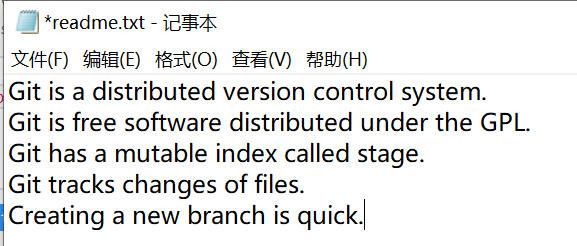 *readme.txt - 记事本
文件(F) 编辑(E) 格式(O) 查看(V) 帮助(H)
Git is a distributed version control system.
Git is free software distributed under the GPL.
Git has a mutable index called stage.
Git tracks changes of files.
Creating a new branch is quick.